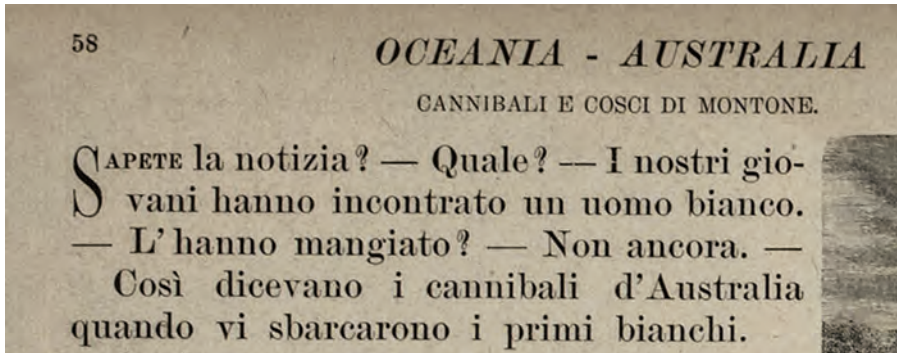 58
OCEANIA - AUSTRALIA
CANNIBALI E COSCI DI MONTONE.
SAPETE la notizia? — Quale? — I nostri gio-
vani hanno incontrato un uomo bianco.
— L'hanno mangiato? — Non ancora. —
Così dicevano i cannibali d'Australia
quando vi sbarcarono i primi bianchi.